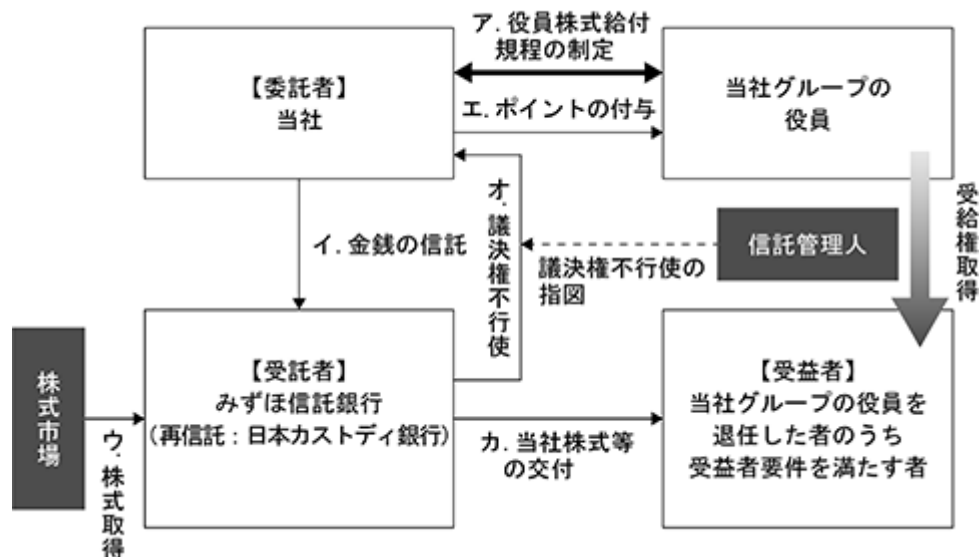 ア. 役員株式給付
規程の制定
【委託者】
当社
当社グループの
役員
エ. ポイントの付与
イ. 金銭の信託
オ. 議決権不行使
信託管理人
議決権不行使の
指図
受給権取得
株式市場
ウ. 株式取得
【受託者】
みずほ信託銀行
(再信託：日本カストディ銀行)
カ. 当社株式等
の交付
【受益者】
当社グループの役員を
退任した者のうち
受益者要件を満たす者